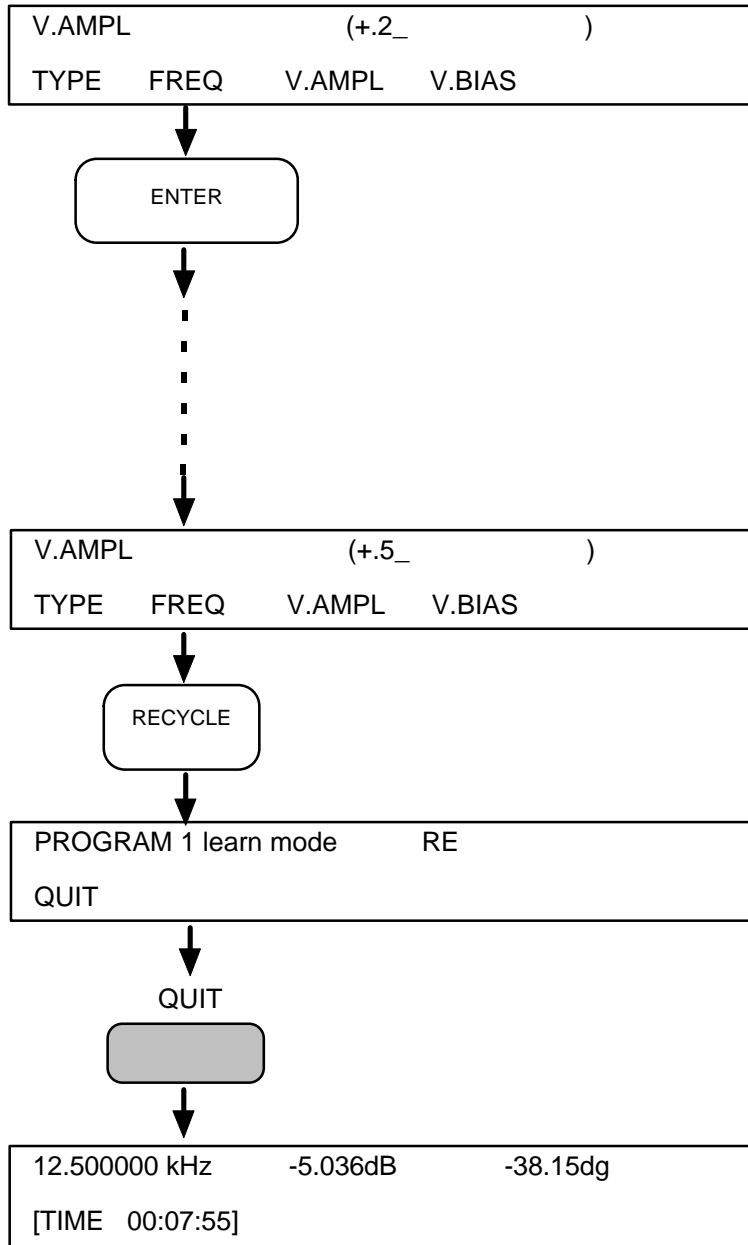 V.AMPL (+.2_ )
TYPE FREQ V.AMPL V.BIAS
ENTER
V.AMPL (+.5_ )
TYPE FREQ V.AMPL V.BIAS
RECYCLE
PROGRAM 1 learn mode RE
QUIT
QUIT
12.500000 kHz -5.036dB -38.15dg
[TIME 00:07:55]